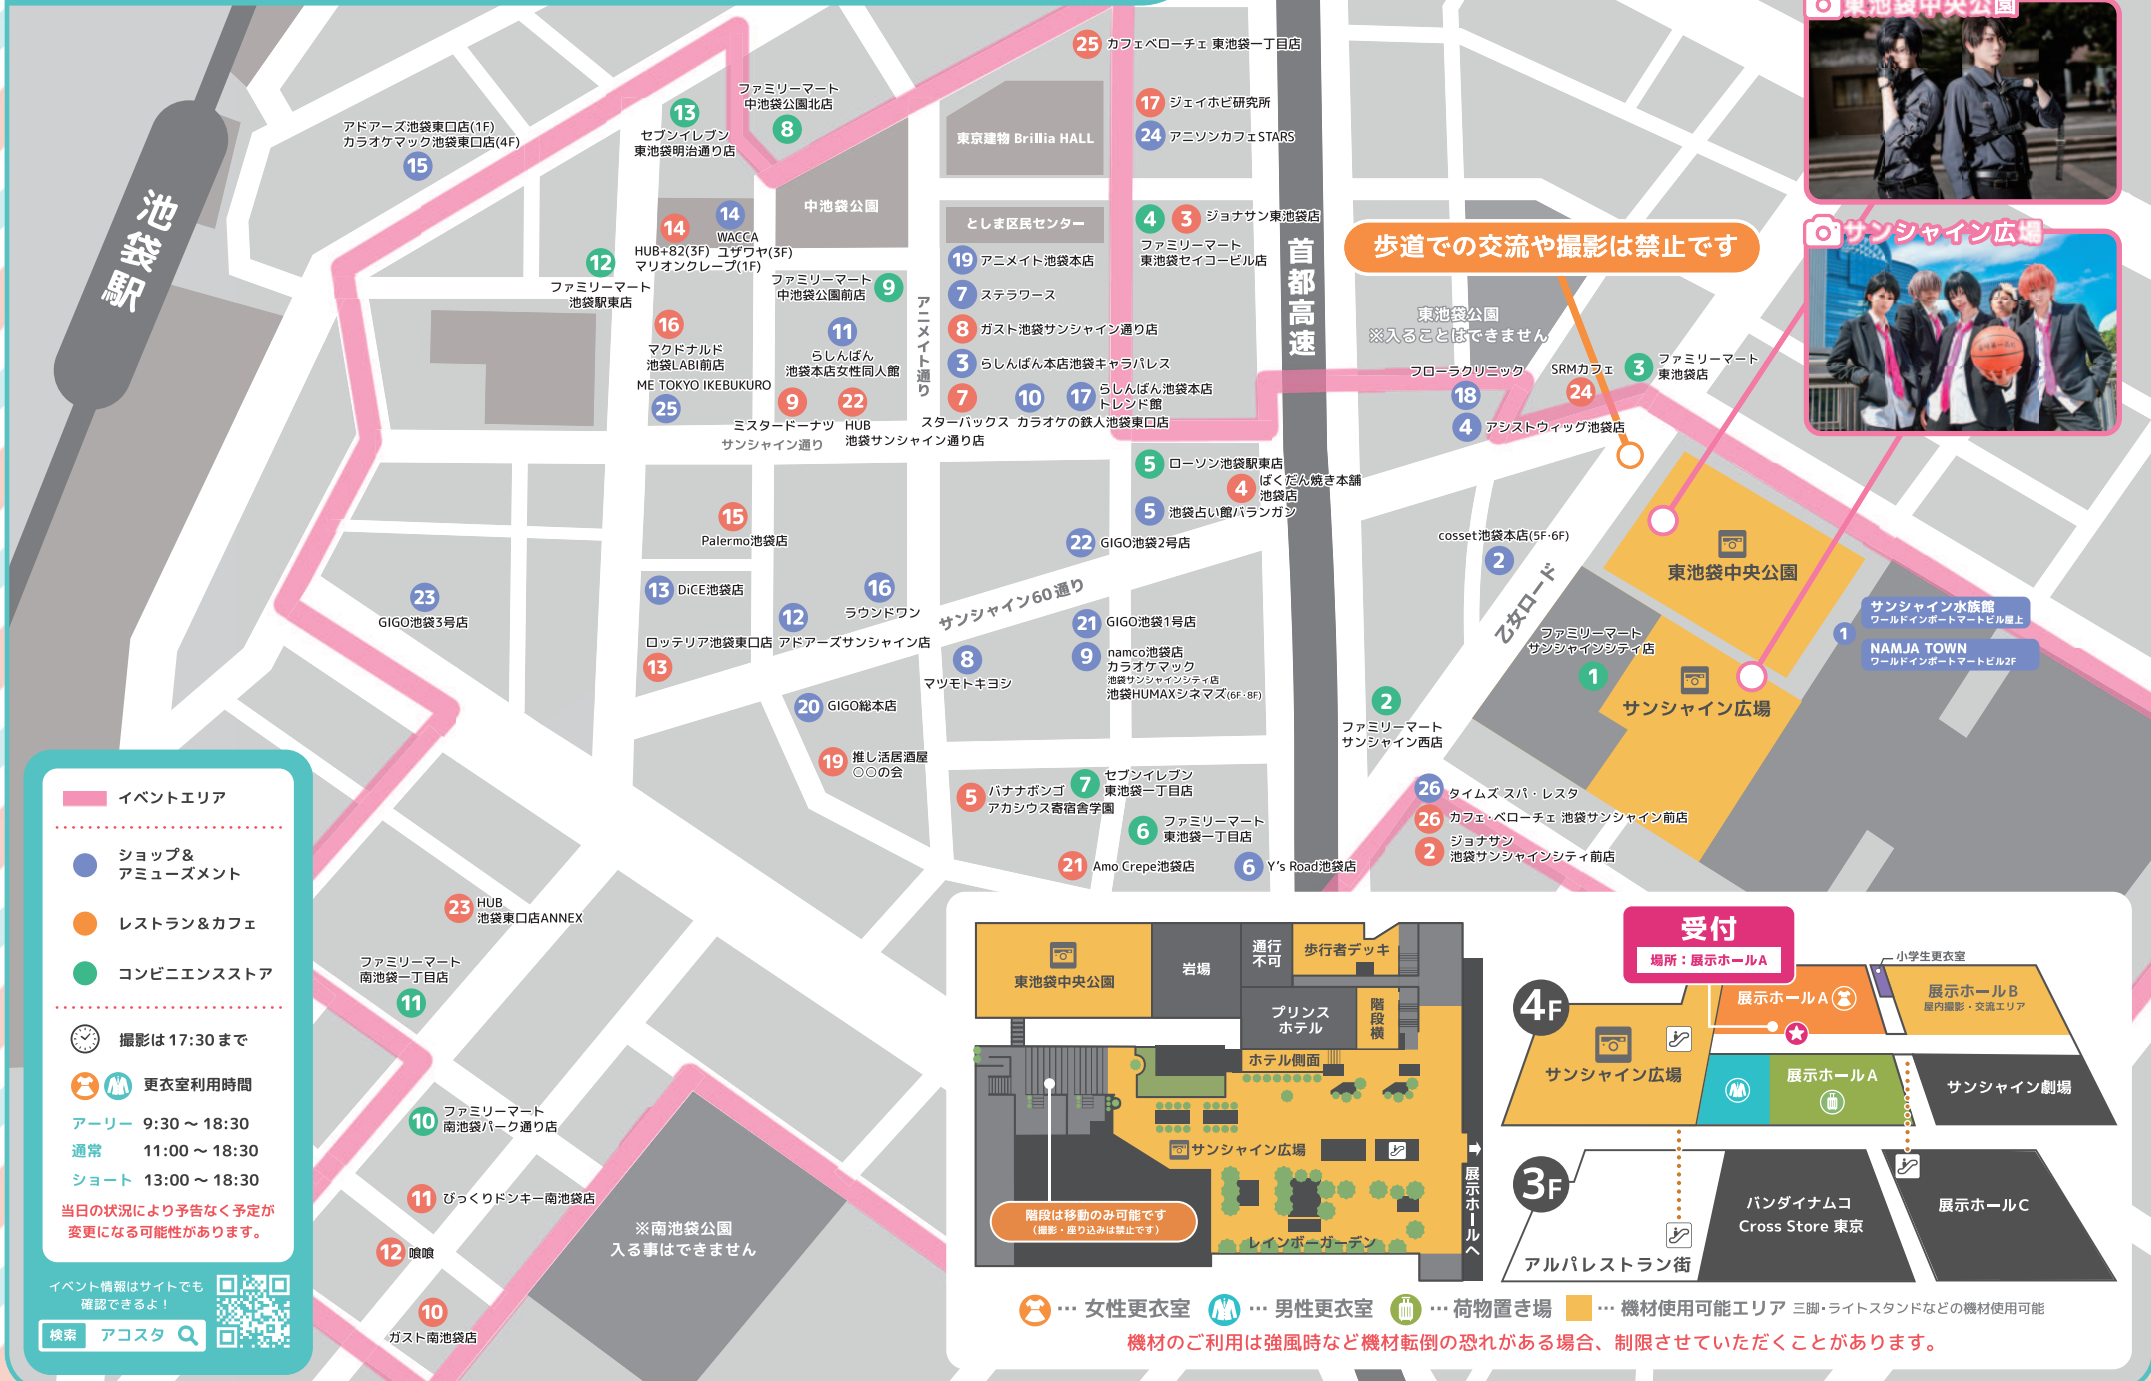 東池袋中央公園
サンシャイン広場
池袋駅
25 カフェベローチェ 東池袋一丁目店
17 ジェイホビ研究所
24 アニソンカフェSTARS
アドアーズ池袋東口店(1F)
カラオケマック池袋東口店(4F)
15
13
セブンイレブン
東池袋明治通り店
ファミリーマート
中池袋公園北店
8
東京建物 Brillia HALL
中池袋公園
としま区民センター
4 3 ジョナサン東池袋店
ファミリーマート
東池袋セイコービル店
14
HUB+82(3F)
マリオンクレープ(1F)
14
WACCA
ユザワヤ(3F)
12
ファミリーマート
池袋駅東店
ファミリーマート
中池袋公園前店
9
16
マクドナルド
池袋LABI前店
11
らしんばん
池袋本店女性同人館
ME TOKYO IKEBUKURO
25
9
ミスタードーナツ
22
HUB
池袋サンシャイン通り店
サンシャイン通り
アニメイト通り
19 アニメイト池袋本店
7 ステラワース
8 ガスト池袋サンシャイン通り店
3 らしんばん本店池袋キャラパレス
7
スターバックス
10
カラオケの鉄人池袋東口店
17 らしんばん池袋本店
トレンド館
首都高速
歩道での交流や撮影は禁止です
東池袋公園
※入ることはできません
フローラクリニック
18
SRMカフェ
24
3 ファミリーマート
東池袋店
4 アシストウィッグ池袋店
5 ローソン池袋駅東店
4 ばくだん焼き本舗
池袋店
5 池袋占い館バランガン
15
Palermo池袋店
22 GIGO池袋2号店
cosset池袋本店(5F·6F)
2
東池袋中央公園
23
GIGO池袋3号店
13 DiCE池袋店
16
ラウンドワン
12
アドアーズサンシャイン店
ロッテリア池袋東口店
13
サンシャイン60通り
乙女ロード
21 GIGO池袋1号店
9 namco池袋店
カラオケマック
池袋サンシャインシティ店
池袋HUMAXシネマズ(6F·8F)
8
マツモトキヨシ
ファミリーマート
サンシャインシティ店
1
サンシャイン広場
1
サンシャイン水族館
ワールドインポートマートビル屋上
NAMJA TOWN
ワールドインポートマートビル2F
20 GIGO総本店
19 推し活居酒屋
○○の会
2
ファミリーマート
サンシャイン西店
5 バナナボンゴ
アカシウス寄宿舎学園
7 セブンイレブン
東池袋一丁目店
6 ファミリーマート
東池袋一丁目店
21 Amo Crepe池袋店
6 Y's Road池袋店
26 タイムズ スパ・レスタ
26 カフェ・ベローチェ 池袋サンシャイン前店
2 ジョナサン
池袋サンシャインシティ前店
23 HUB
池袋東口店ANNEX
ファミリーマート
南池袋一丁目店
11
10 ファミリーマート
南池袋パーク通り店
11 びっくりドンキー南池袋店
12 喰喰
10
ガスト南池袋店
※南池袋公園
入る事はできません
イベントエリア
ショップ＆
アミューズメント
レストラン＆カフェ
コンビニエンスストア
撮影は17:30まで
更衣室利用時間
アーリー 9:30 〜 18:30
通常 11:00 〜 18:30
ショート 13:00 〜 18:30
当日の状況により予告なく予定が
変更になる可能性があります。
イベント情報はサイトでも
確認できるよ！
検索 アコスタ
東池袋中央公園
岩場
通行
不可
歩行者デッキ
プリンス
ホテル
階段横
ホテル側面
サンシャイン広場
階段は移動のみ可能です
(撮影・座り込みは禁止です)
レインボーガーデン
展示ホールへ
受付
場所：展示ホールA
4F
サンシャイン広場
展示ホールA
小学生更衣室
展示ホールB
屋内撮影・交流エリア
展示ホールA
サンシャイン劇場
3F
アルパレストラン街
バンダイナムコ
Cross Store 東京
展示ホールC
… 女性更衣室 … 男性更衣室 … 荷物置き場 … 機材使用可能エリア 三脚・ライトスタンドなどの機材使用可能
機材のご利用は強風時など機材転倒の恐れがある場合、制限させていただくことがあります。